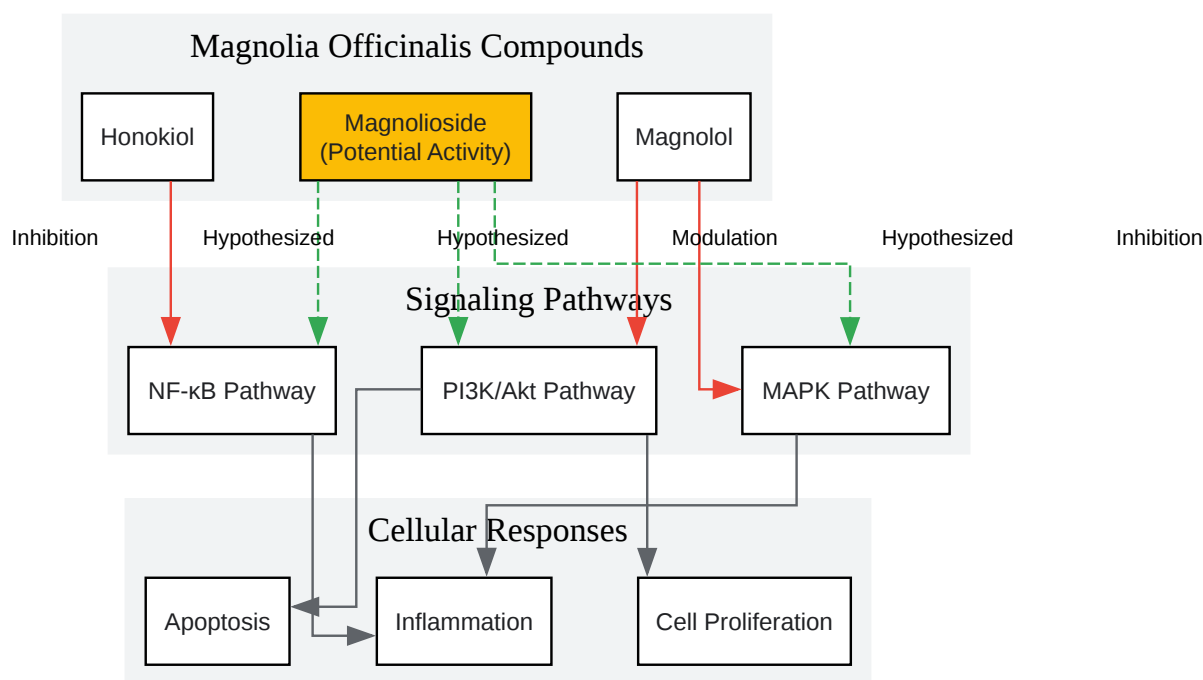 Magnolia Officinalis Compounds
Honokiol
Magnolioside
(Potential Activity)
Magnolol
Inhibition
Hypothesized
Hypothesized
Modulation
Hypothesized
Inhibition
Signaling Pathways
NF-κB Pathway
PI3K/Akt Pathway
MAPK Pathway
Cellular Responses
Apoptosis
Inflammation
Cell Proliferation